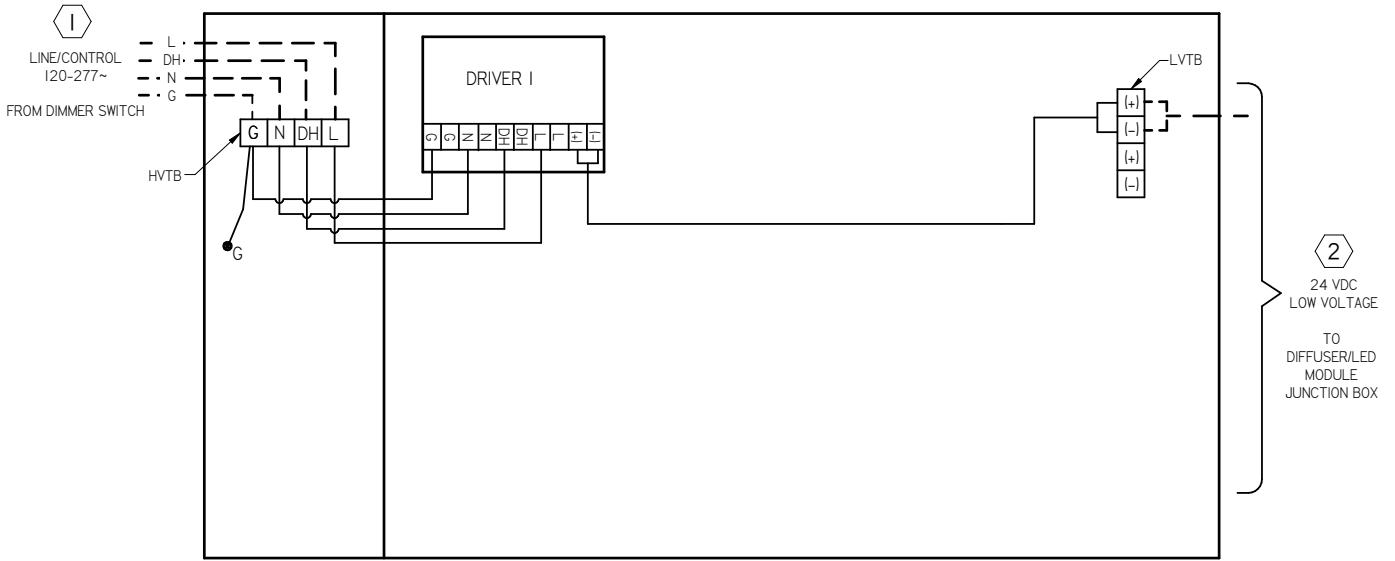 1
LINE/CONTROL
120-277~
FROM DIMMER SWITCH
L
DH
N
G
G N DH L
HVTB
G
DRIVER 1
G G N N DH DH L L (+) (-)
LVTB
(+)
(-)
(+)
(-)
2
24 VDC
LOW VOLTAGE
TO
DIFFUSER/LED
MODULE
JUNCTION BOX